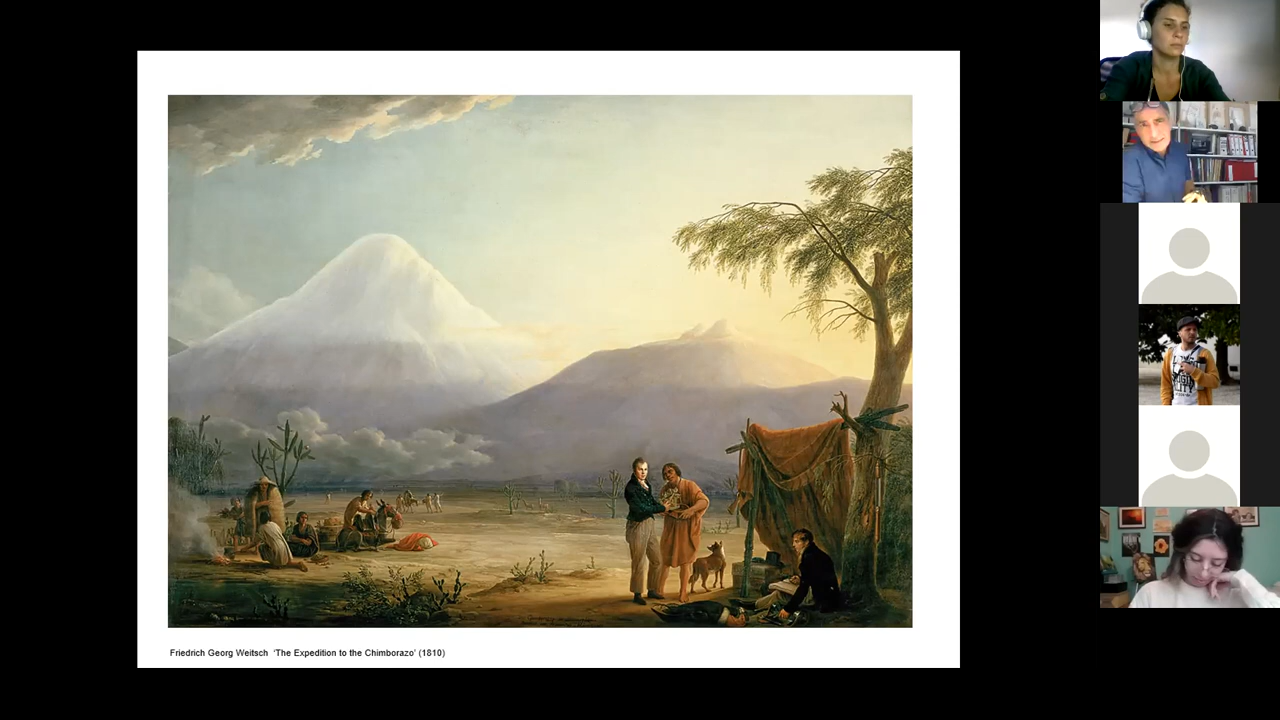 Friedrich Georg Weitsch 'The Expedition to the Chimborazo' (1810)